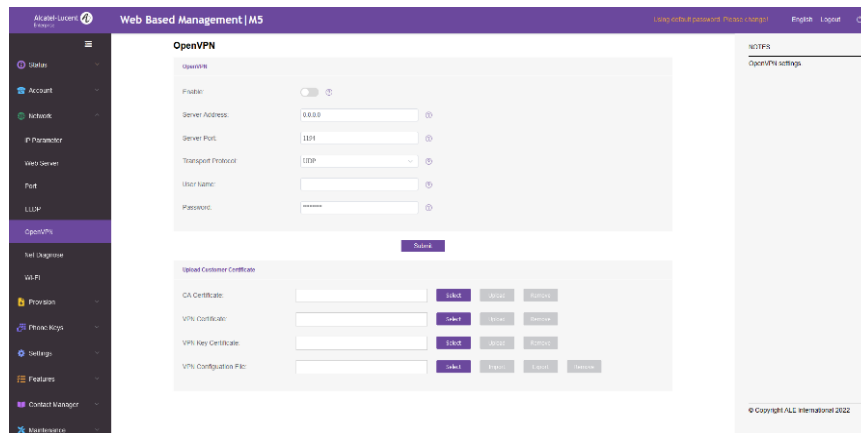 Alcatel-Lucent
Enterprise
Web Based Management | M5
Using default password. Please change!
English
Logout
Status
Account
Network
IP Parameter
Web Server
Port
LLDP
OpenVPN
Net Diagnose
Wi-Fi
Provision
Phone Keys
Settings
Features
Contact Manager
Maintenance
OpenVPN
OpenVPN
Enable:
Server Address: 0.0.0.0
Server Port: 1194
Transport Protocol: UDP
User Name:
Password: ********
Submit
Upload Customer Certificate
CA Certificate: Select Upload Remove
VPN Certificate: Select Upload Remove
VPN Key Certificate: Select Upload Remove
VPN Configuration File: Select Import Export Remove
NOTES
OpenVPN settings
© Copyright ALE International 2022